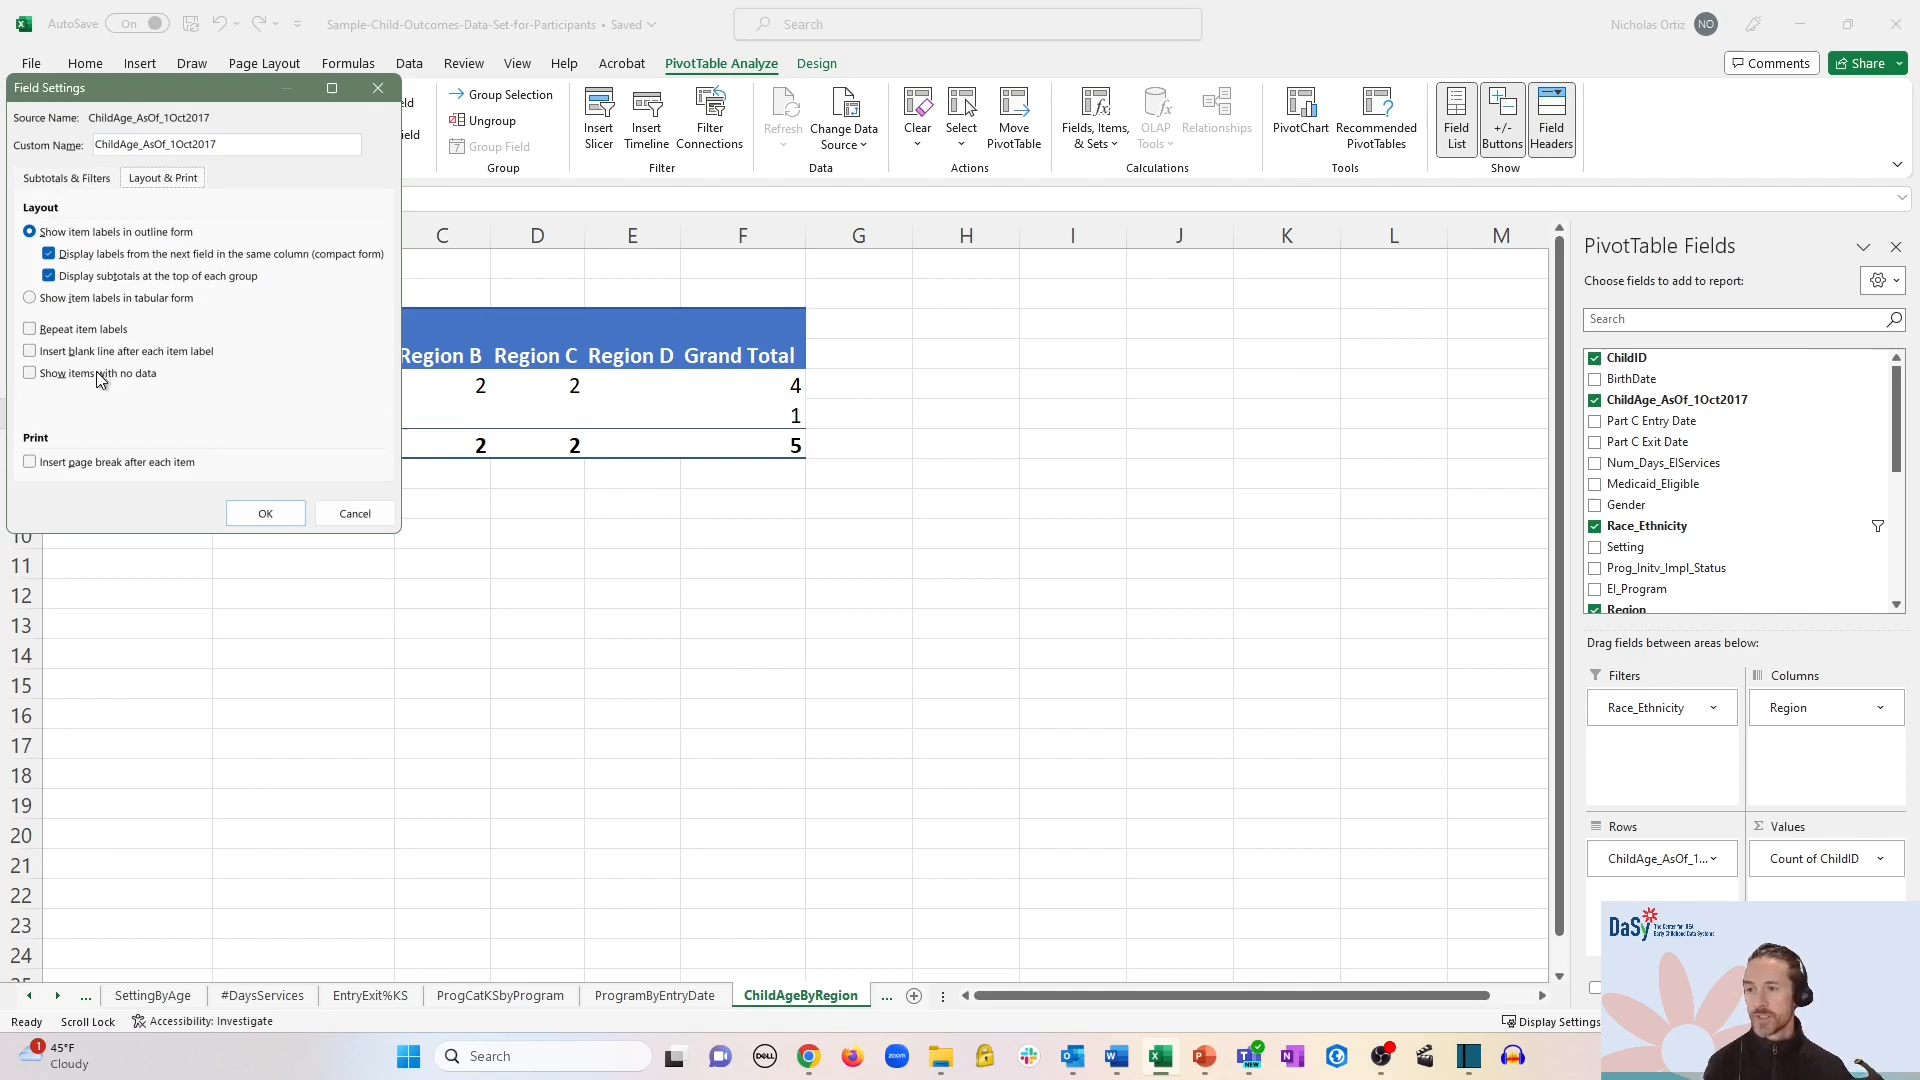 AutoSave On Sample-Child-Outcomes-Data-Set-for-Participants • Saved Search Nicholas Ortiz NO
File Home Insert Draw Page Layout Formulas Data Review View Help Acrobat PivotTable Analyze Design Comments Share
Field Settings
Source Name: ChildAge_AsOf_1Oct2017
Custom Name: ChildAge_AsOf_1Oct2017
Subtotals & Filters Layout & Print
Layout
Show item labels in outline form
Display labels from the next field in the same column (compact form)
Display subtotals at the top of each group
Show item labels in tabular form
Repeat item labels
Insert blank line after each item label
Show items with no data
Print
Insert page break after each item
OK Cancel
Group Selection
Ungroup
Group Field
Group
Insert Slicer
Insert Timeline
Filter Connections
Filter
Refresh
Change Data Source
Data
Clear
Select
Move PivotTable
Actions
Fields, Items, & Sets
OLAP Tools
Relationships
Calculations
PivotChart
Recommended PivotTables
Tools
Field List
+/- Buttons
Field Headers
Show
C D E F G H I J K L M
Region B Region C Region D Grand Total
2 2 4
1
2 2 5
10
11
12
13
14
15
16
17
18
19
20
21
22
23
24
PivotTable Fields
Choose fields to add to report:
Search
ChildID
BirthDate
ChildAge_AsOf_1Oct2017
Part C Entry Date
Part C Exit Date
Num_Days_EIServices
Medicaid_Eligible
Gender
Race_Ethnicity
Setting
Prog_Initv_Impl_Status
EI_Program
Region
Drag fields between areas below:
Filters Columns
Race_Ethnicity Region
Rows Σ Values
ChildAge_AsOf_1... Count of ChildID
DaSy The Center for IDEA
Early Childhood Data Systems
... SettingByAge #DaysServices EntryExit%KS ProgCatKSbyProgram ProgramByEntryDate ChildAgeByRegion ...
Ready Scroll Lock Accessibility: Investigate Display Settings
1 45°F
Cloudy
Search
DELL
zoom
NEW